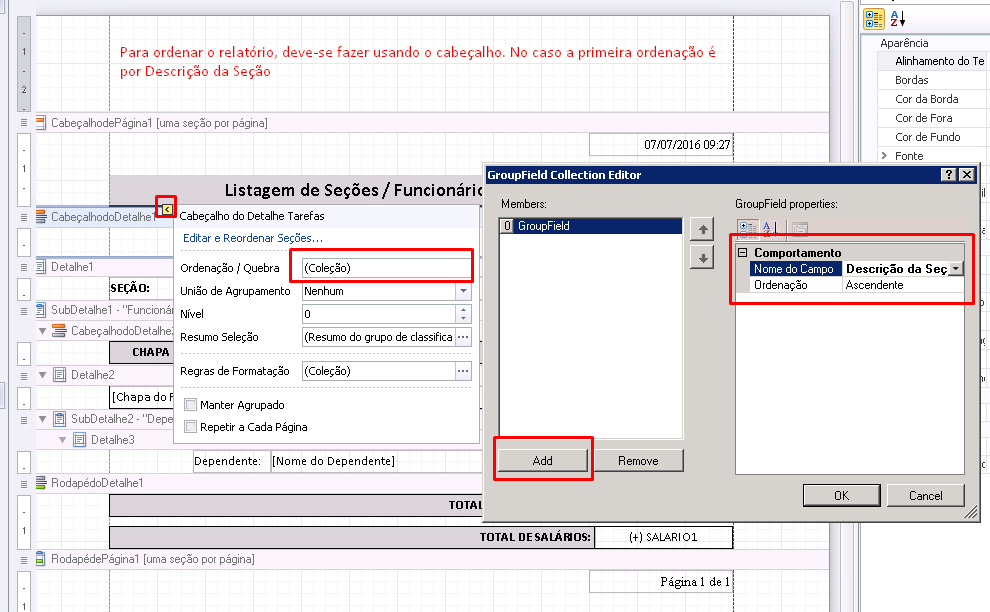 Para ordenar o relatório, deve-se fazer usando o cabeçalho. No caso a primeira ordenação é
por Descrição da Seção
CabeçalhodePágina1 [uma seção por página]
07/07/2016 09:27
Listagem de Seções / Funcionário
CabeçalhodoDetalhe1
Cabeçalho do Detalhe Tarefas
Editar e Reordenar Seções...
Ordenação / Quebra (Coleção)
União de Agrupamento Nenhum
Nível 0
Resumo Seleção (Resumo do grupo de classifica
Regras de Formatação (Coleção)
Manter Agrupado
Repetir a Cada Página
Detalhe1
SEÇÃO:
SubDetalhe1 - "Funcionár
CabeçalhodoDetalhe2
CHAPA
Detalhe2
[Chapa do F
SubDetalhe2 - "Depe
Detalhe3
Dependente: [Nome do Dependente]
RodapédoDetalhe1
TOTAL
TOTAL DE SALÁRIOS: (+) SALARIO1
RodapédePágina1 [uma seção por página]
Página 1 de 1
GroupField Collection Editor
Members:
0 GroupField
Add
Remove
GroupField properties:
Comportamento
Nome do Campo Descrição da Seç
Ordenação Ascendente
OK
Cancel
Aparência
Alinhamento do Te
Bordas
Cor da Borda
Cor de Fora
Cor de Fundo
Fonte
1
2
1
1
1